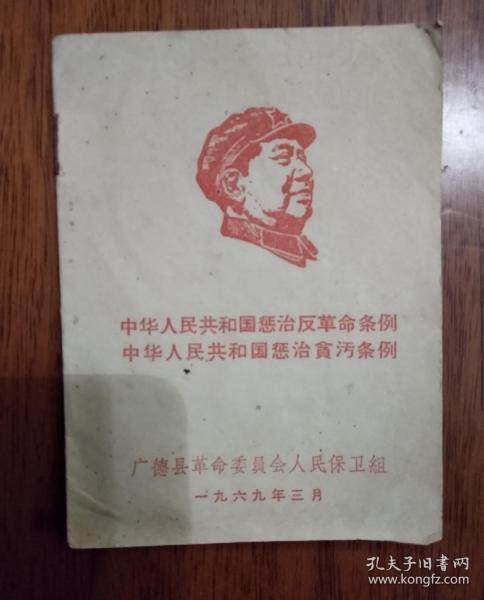 中华人民共和国惩治反革命条例
中华人民共和国惩治貪污条例
广德县革命委員会人民保卫組
一九六九年三月
孔夫子旧书网
www.kongfz.com